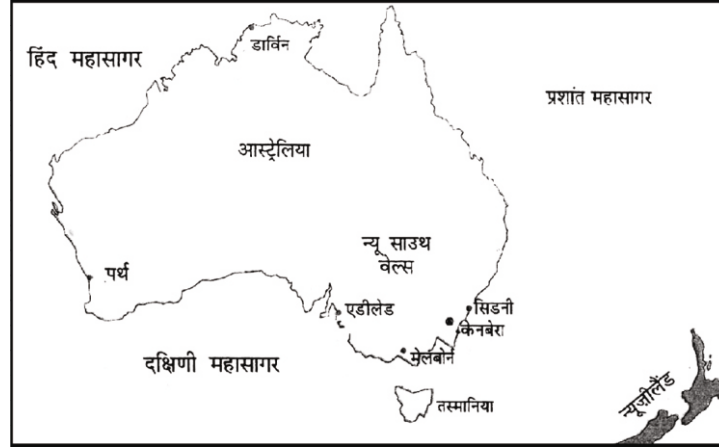 डार्विन
हिंद महासागर
प्रशांत महासागर
आस्ट्रेलिया
न्यू साउथ
वेल्स
पर्थ
एडीलेड
सिडनी
केनबेरा
मेलबोर्न
दक्षिणी महासागर
तस्मानिया
न्यूज़ीलैंड